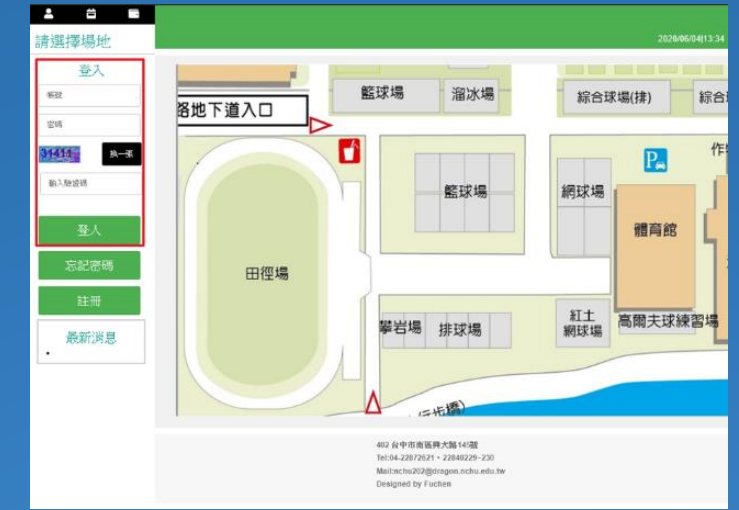 請選擇場地
2020/06/04|13:34
登入
帳號
密碼
31411
換一張
輸入驗證碼
登入
忘記密碼
註冊
最新消息
籃球場
溜冰場
綜合球場(排)
綜合
路地下道入口
P
作
籃球場
網球場
體育館
田徑場
攀岩場
排球場
紅土
網球場
高爾夫球練習場
行步橋)
402 台中市南區興大路145號
Tel:04-22872621、22840229~230
Mail:nchu202@dragon.nchu.edu.tw
Designed by Fuchen